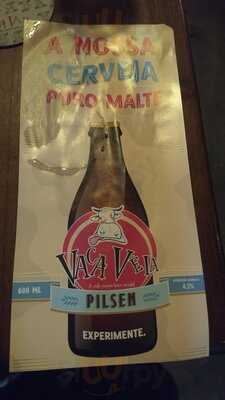 A NOSSA
CERVEJA
PURO MALTE
VACA VEIA
600 ML
PILSEN
4,5%
EXPERIMENTE.